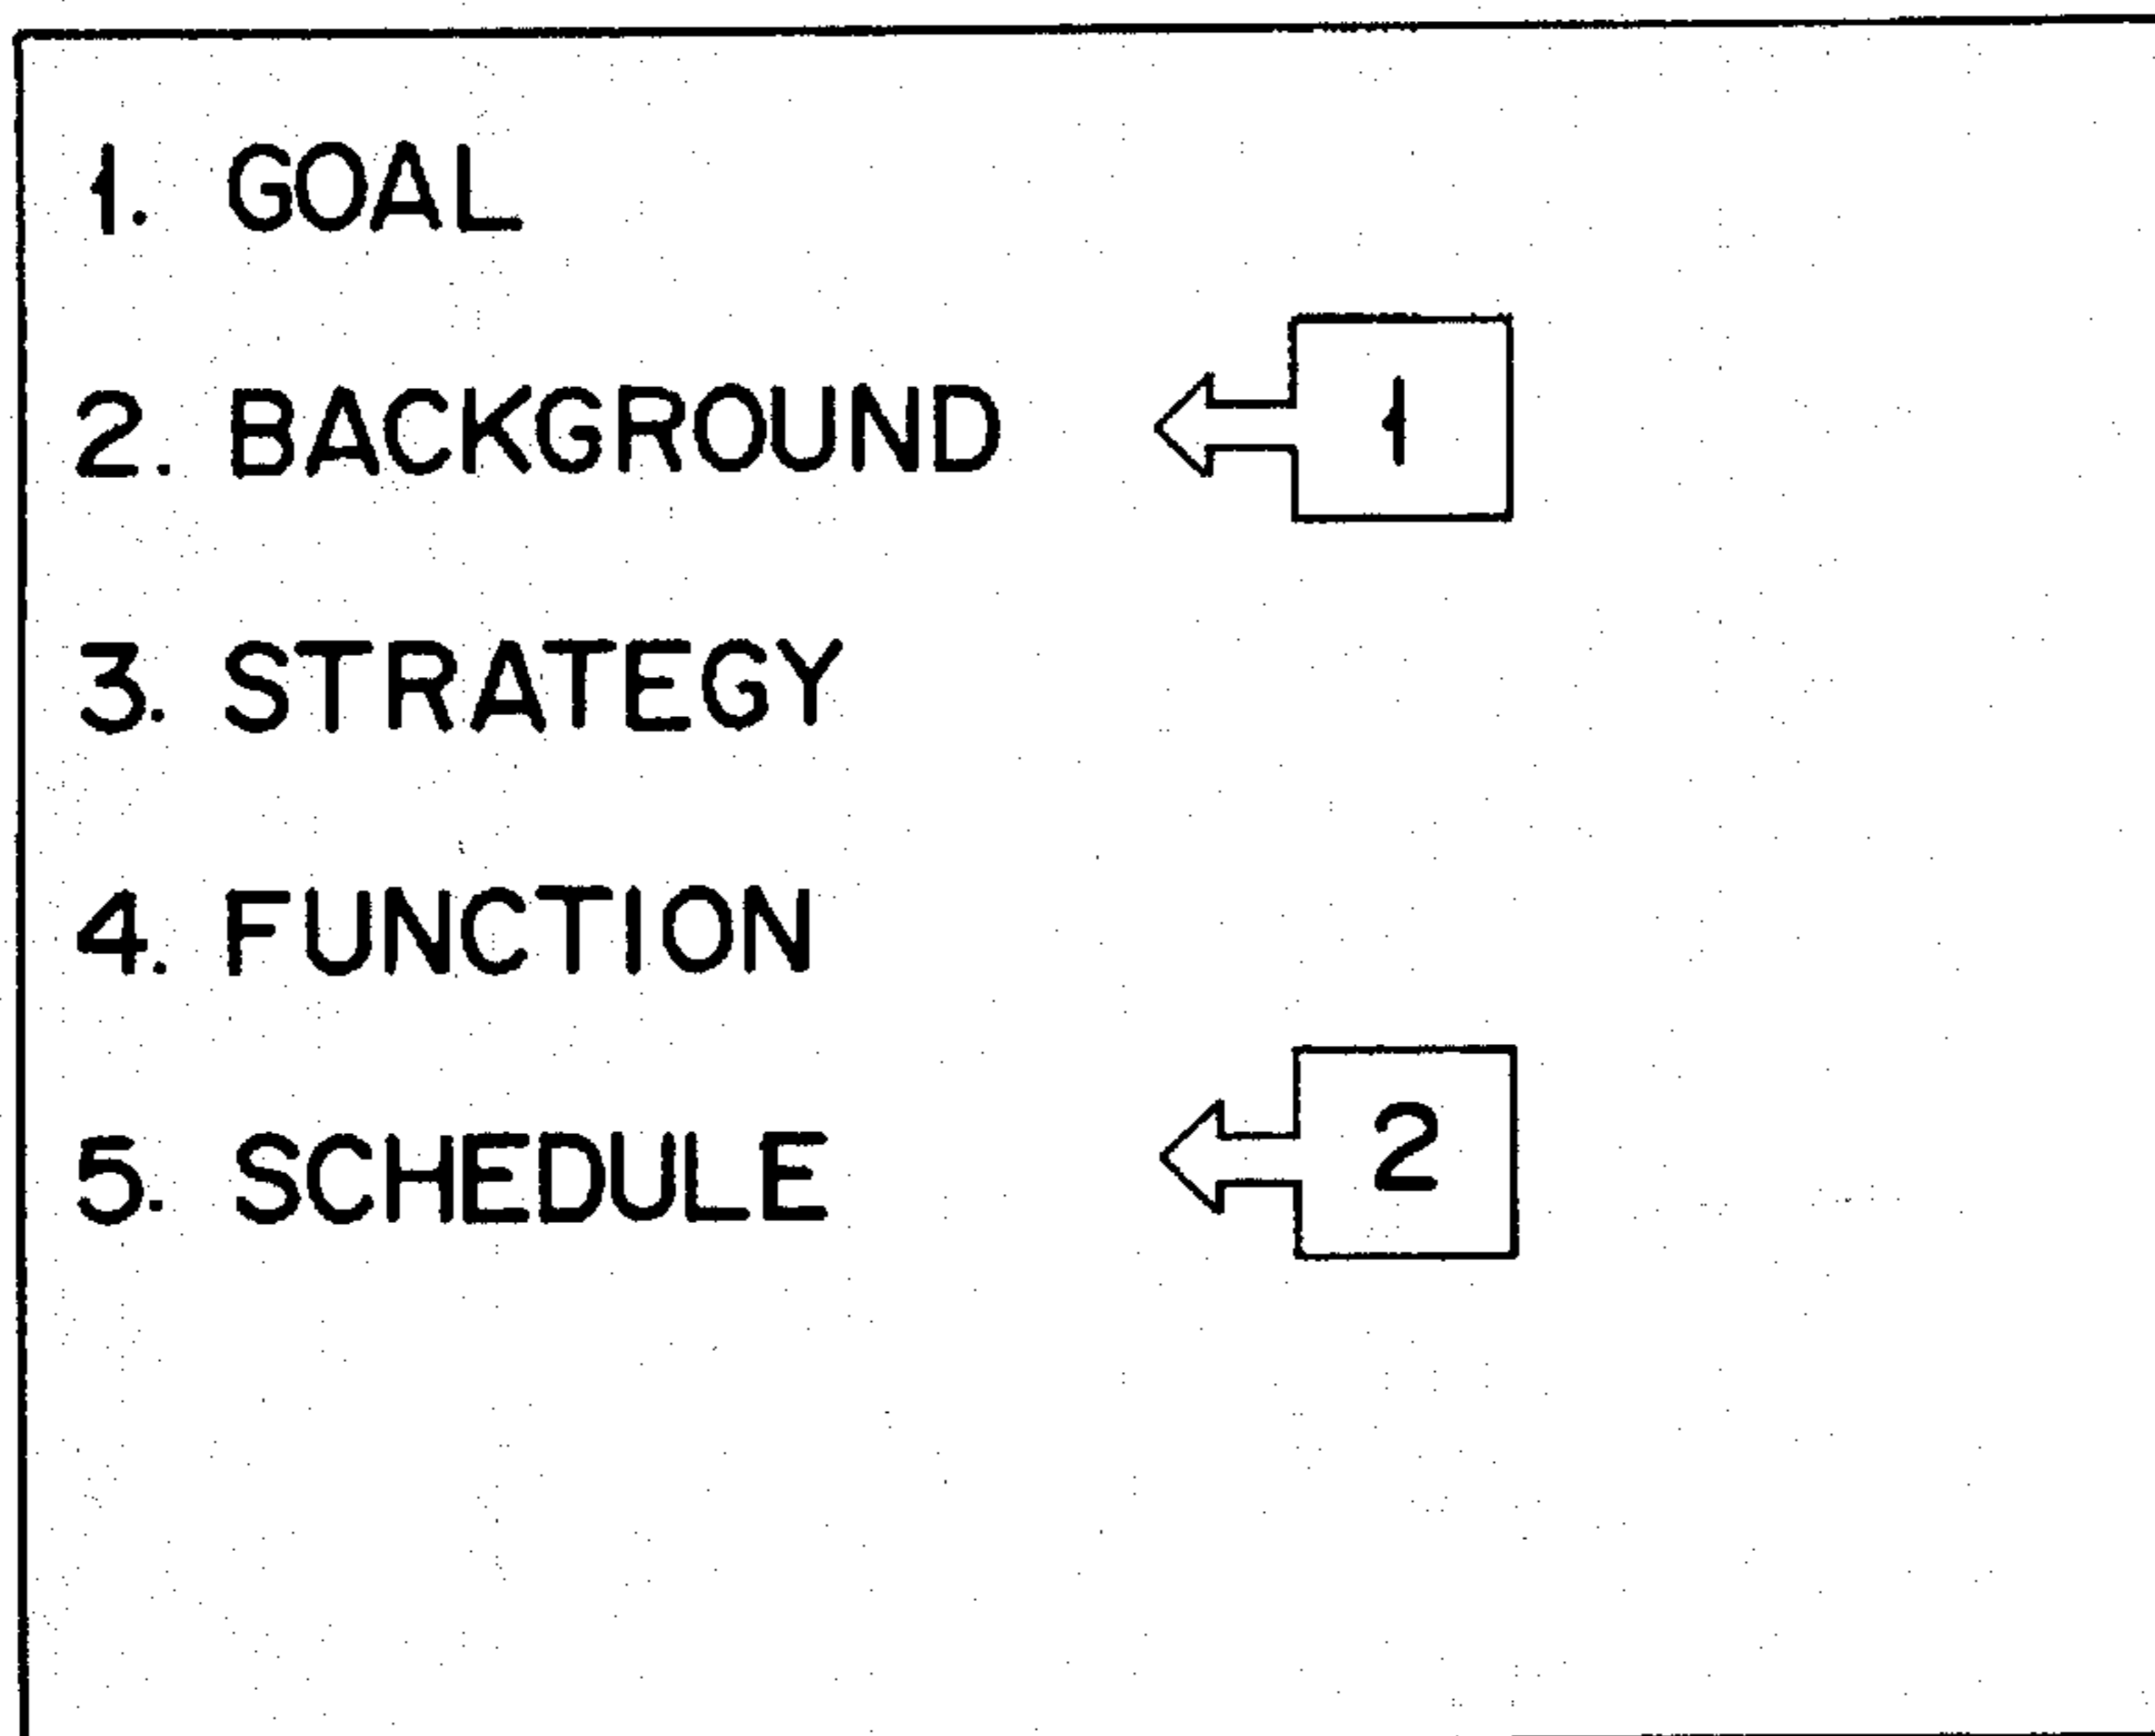 1. GOAL
2. BACKGROUND 1
3. STRATEGY
4. FUNCTION
5. SCHEDULE 2